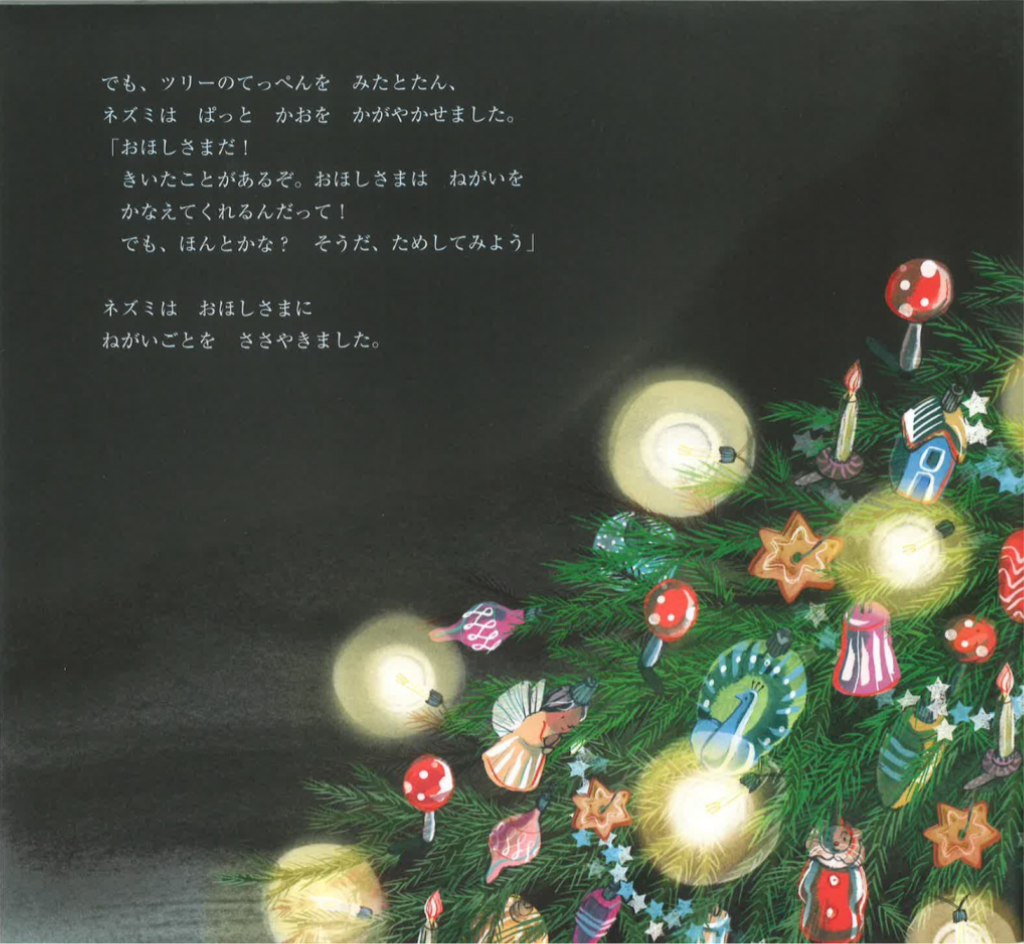 でも、ツリーのてっぺんを　みたとたん、
ネズミは　ぱっと　かおを　かがやかせました。
「おほしさまだ！
きいたことがあるぞ。おほしさまは　ねがいを
かなえてくれるんだって！
でも、ほんとかな？　そうだ、ためしてみよう」
ネズミは　おほしさまに
ねがいごとを　ささやきました。